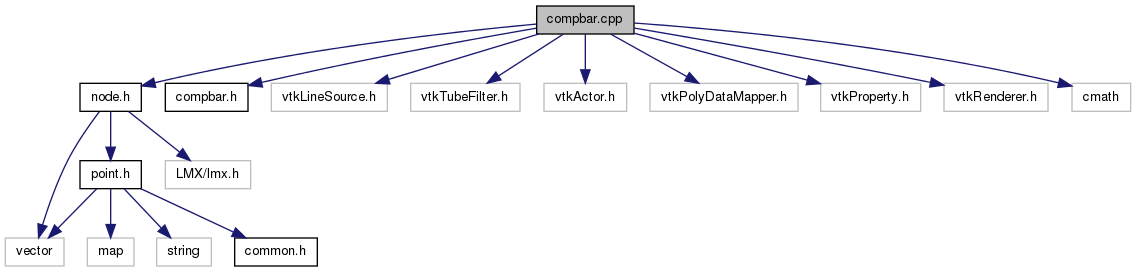 compbar.cpp
node.h
compbar.h
vtkLineSource.h
vtkTubeFilter.h
vtkActor.h
vtkPolyDataMapper.h
vtkProperty.h
vtkRenderer.h
cmath
point.h
LMX/lmx.h
vector
map
string
common.h